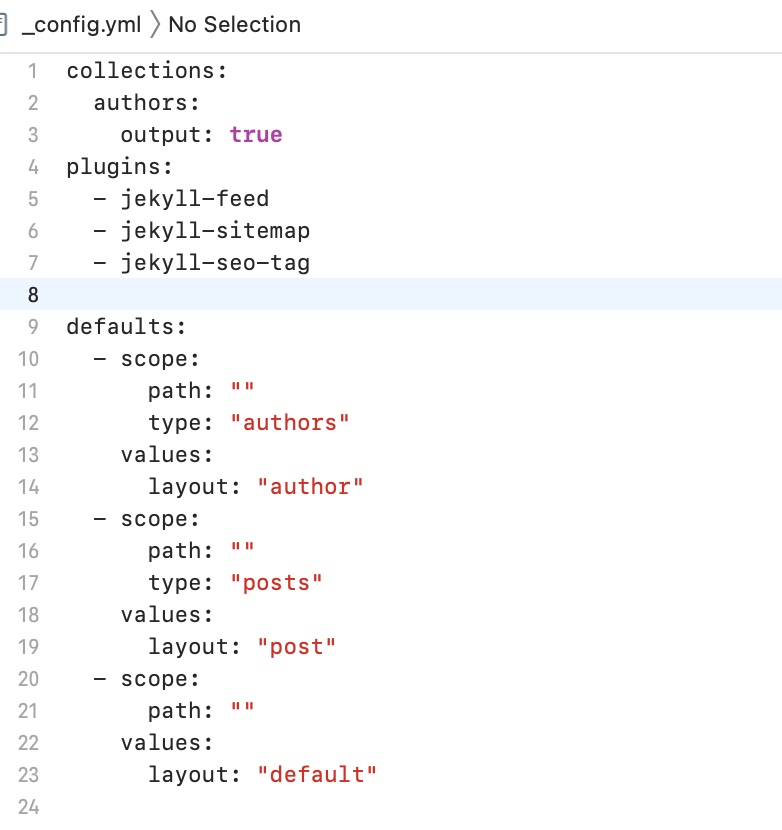 _config.yml 〉 No Selection
1 collections:
2   authors:
3     output: true
4 plugins:
5   - jekyll-feed
6   - jekyll-sitemap
7   - jekyll-seo-tag
8
9 defaults:
10   - scope:
11       path: ""
12       type: "authors"
13     values:
14       layout: "author"
15   - scope:
16       path: ""
17       type: "posts"
18     values:
19       layout: "post"
20   - scope:
21       path: ""
22     values:
23       layout: "default"
24